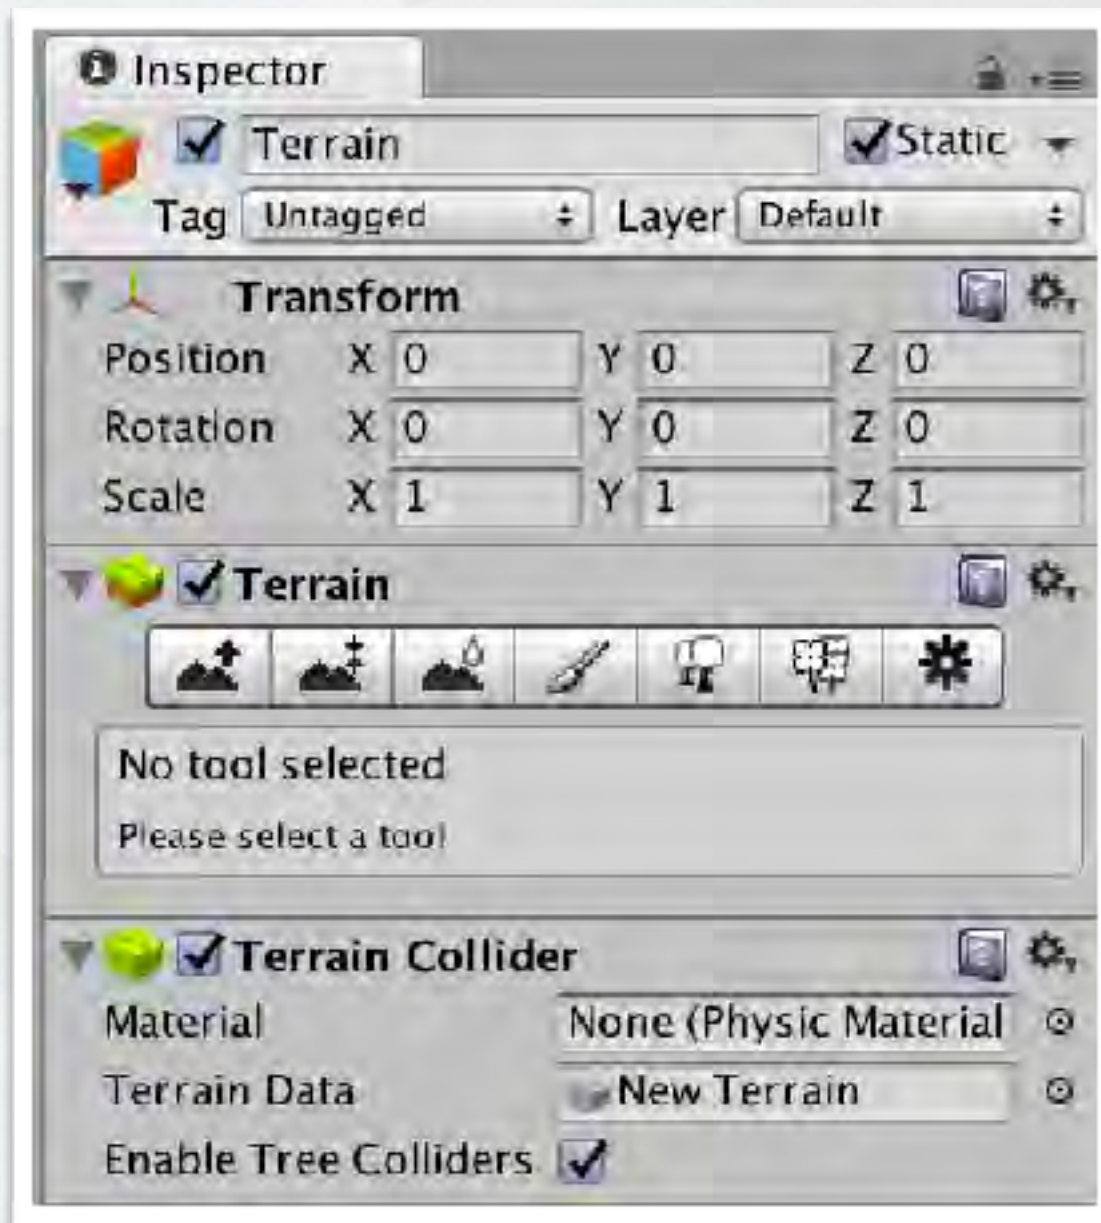 Inspector
Terrain Static
Tag Untagged Layer Default
Transform
Position X 0 Y 0 Z 0
Rotation X 0 Y 0 Z 0
Scale X 1 Y 1 Z 1
Terrain
No tool selected
Please select a tool
Terrain Collider
Material None (Physic Material
Terrain Data New Terrain
Enable Tree Colliders